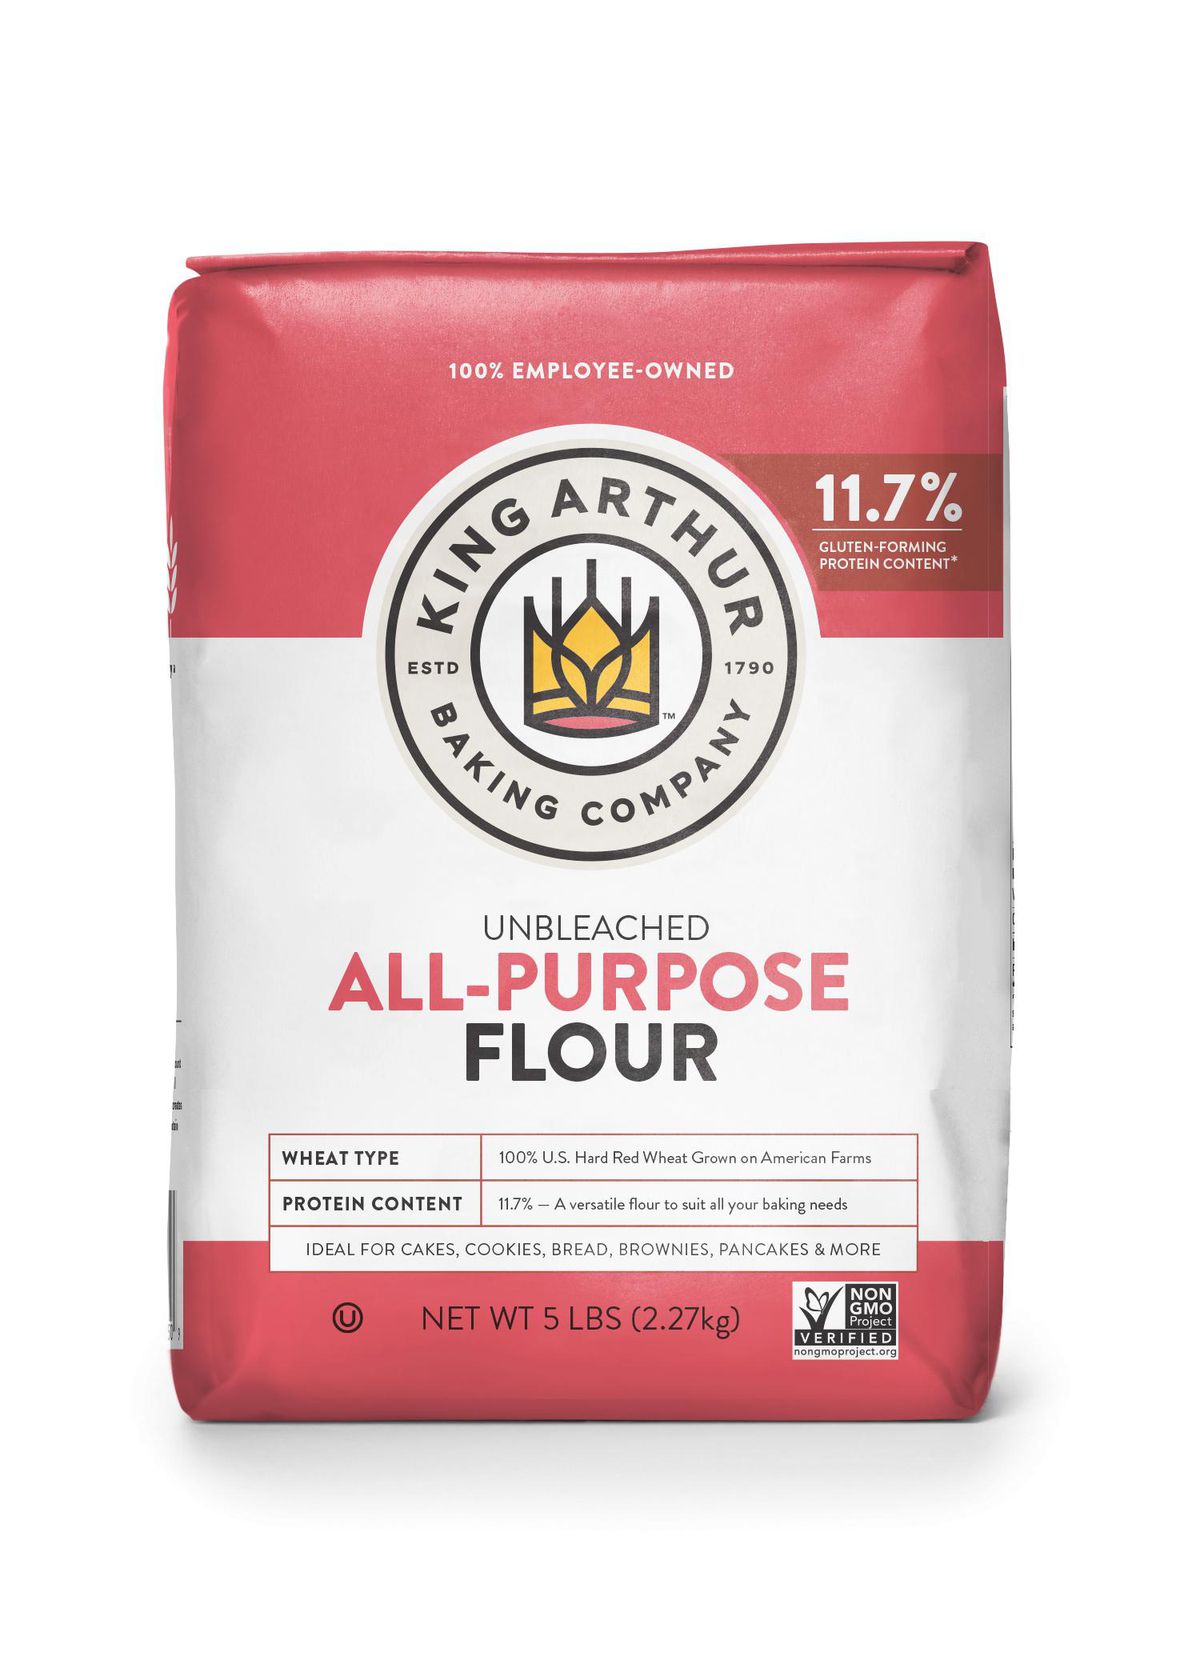 100% EMPLOYEE-OWNED
KING ARTHUR
11.7%
GLUTEN-FORMING
PROTEIN CONTENT*
ESTD 1790
™
BAKING COMPANY
UNBLEACHED
ALL-PURPOSE
FLOUR
WHEAT TYPE 100% U.S. Hard Red Wheat Grown on American Farms
PROTEIN CONTENT 11.7% — A versatile flour to suit all your baking needs
IDEAL FOR CAKES, COOKIES, BREAD, BROWNIES, PANCAKES & MORE
U NET WT 5 LBS (2.27kg)
NON
GMO
Project
VERIFIED
nongmoproject.org